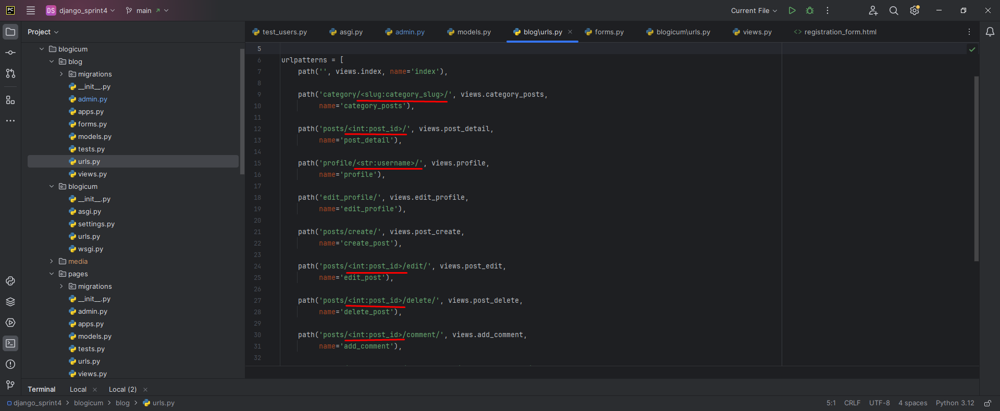 PC
DS django_sprint4
main
Current File
Project
test_users.py
asgi.py
admin.py
models.py
blog\urls.py
forms.py
blogicum\urls.py
views.py
<> registration_form.html
blogicum
blog
migrations
__init__.py
admin.py
apps.py
forms.py
models.py
tests.py
urls.py
views.py
blogicum
__init__.py
asgi.py
settings.py
urls.py
wsgi.py
media
pages
migrations
__init__.py
admin.py
apps.py
models.py
tests.py
urls.py
views.py
5
6 urlpatterns = [
7 path('', views.index, name='index'),
8
9 path('category/<slug:category_slug>/', views.category_posts,
10 name='category_posts'),
11
12 path('posts/<int:post_id>/', views.post_detail,
13 name='post_detail'),
14
15 path('profile/<str:username>/', views.profile,
16 name='profile'),
17
18 path('edit_profile/', views.edit_profile,
19 name='edit_profile'),
20
21 path('posts/create/', views.post_create,
22 name='create_post'),
23
24 path('posts/<int:post_id>/edit/', views.post_edit,
25 name='edit_post'),
26
27 path('posts/<int:post_id>/delete/', views.post_delete,
28 name='delete_post'),
29
30 path('posts/<int:post_id>/comment/', views.add_comment,
31 name='add_comment'),
32
Terminal Local Local (2)
django_sprint4 > blogicum > blog > urls.py
5:1 CRLF UTF-8 4 spaces Python 3.12